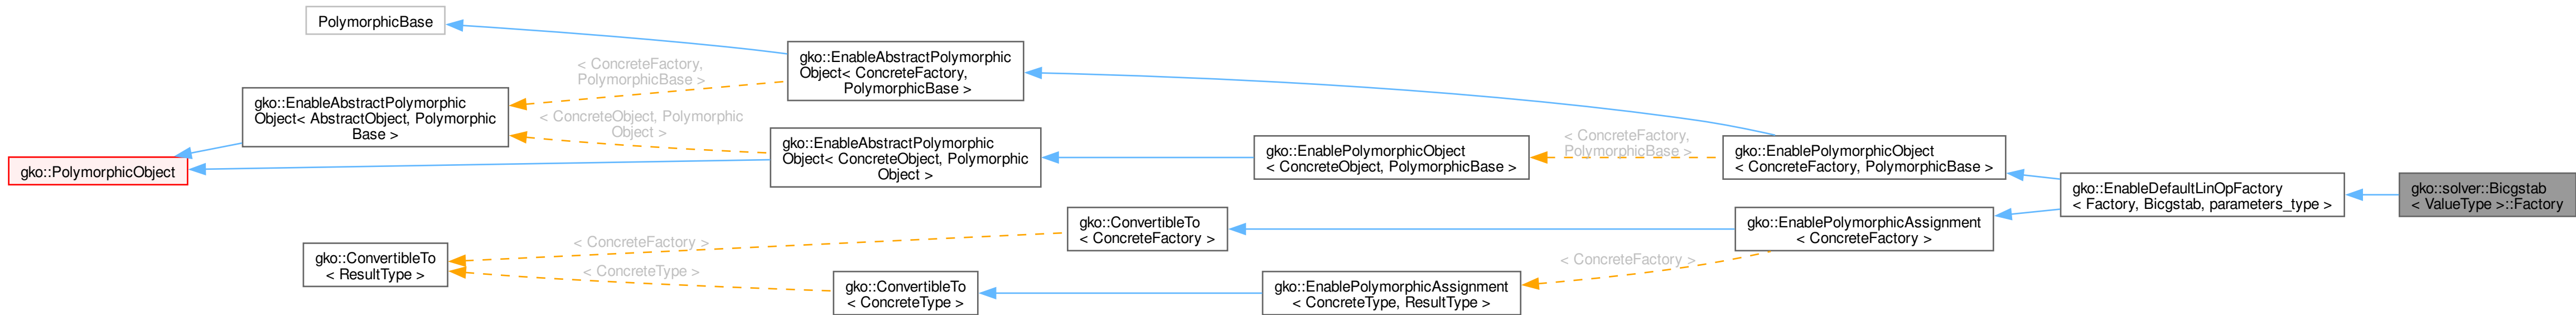 PolymorphicBase
gko::EnableAbstractPolymorphic
Object< ConcreteFactory,
PolymorphicBase >
< ConcreteFactory,
PolymorphicBase >
gko::EnableAbstractPolymorphic
Object< AbstractObject, Polymorphic
Base >
< ConcreteObject, Polymorphic
Object >
gko::EnableAbstractPolymorphic
Object< ConcreteObject, Polymorphic
Object >
gko::PolymorphicObject
gko::EnablePolymorphicObject
< ConcreteObject, PolymorphicBase >
< ConcreteFactory,
PolymorphicBase >
gko::EnablePolymorphicObject
< ConcreteFactory, PolymorphicBase >
gko::EnableDefaultLinOpFactory
< Factory, Bicgstab, parameters_type >
gko::solver::Bicgstab
< ValueType >::Factory
gko::ConvertibleTo
< ConcreteFactory >
gko::EnablePolymorphicAssignment
< ConcreteFactory >
< ConcreteFactory >
gko::ConvertibleTo
< ResultType >
< ConcreteType >
gko::ConvertibleTo
< ConcreteType >
gko::EnablePolymorphicAssignment
< ConcreteType, ResultType >
< ConcreteFactory >